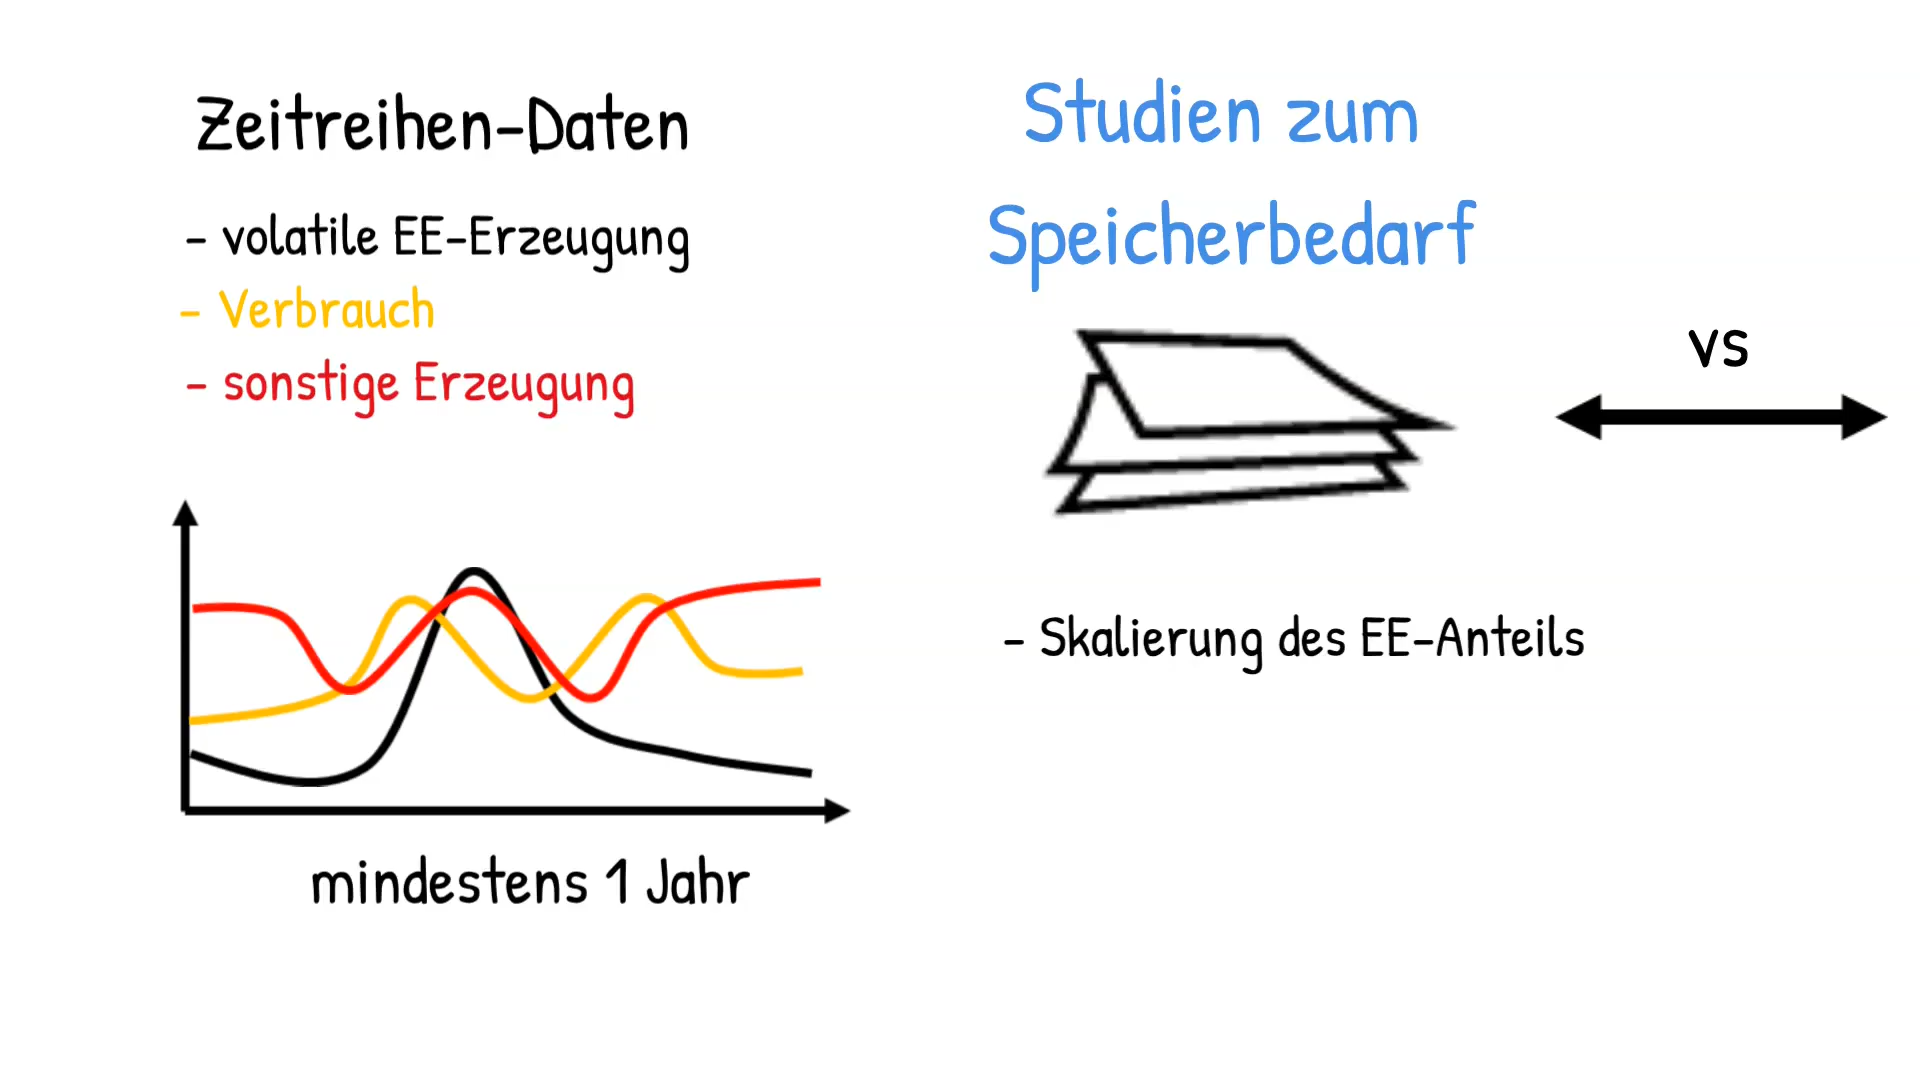 Zeitreihen-Daten
- volatile EE-Erzeugung
- Verbrauch
- sonstige Erzeugung
mindestens 1 Jahr
Studien zum
Speicherbedarf
vs
- Skalierung des EE-Anteils